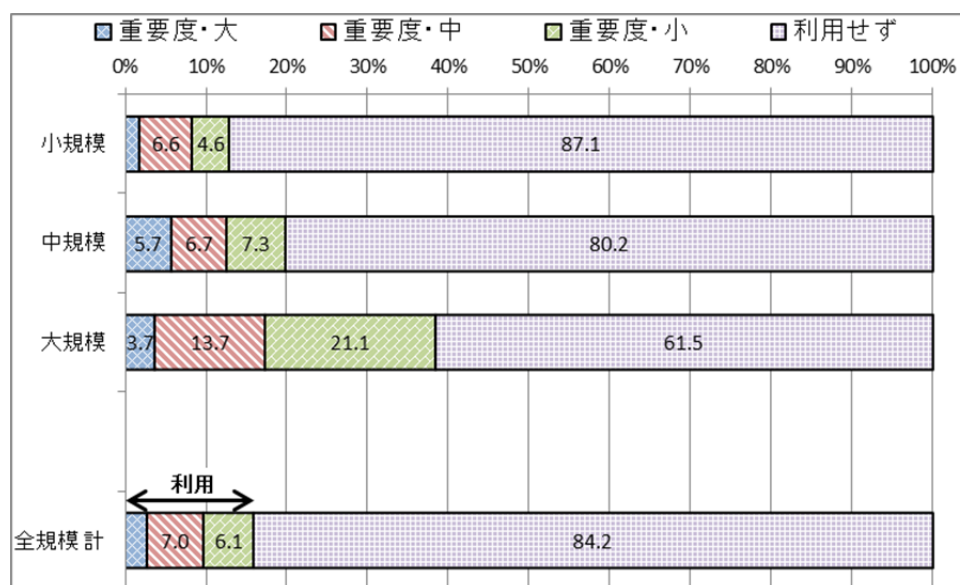 重要度・大 重要度・中 重要度・小 利用せず
0% 10% 20% 30% 40% 50% 60% 70% 80% 90% 100%
小規模 6.6 4.6 87.1
中規模 5.7 6.7 7.3 80.2
大規模 3.7 13.7 21.1 61.5
利用
全規模計 7.0 6.1 84.2